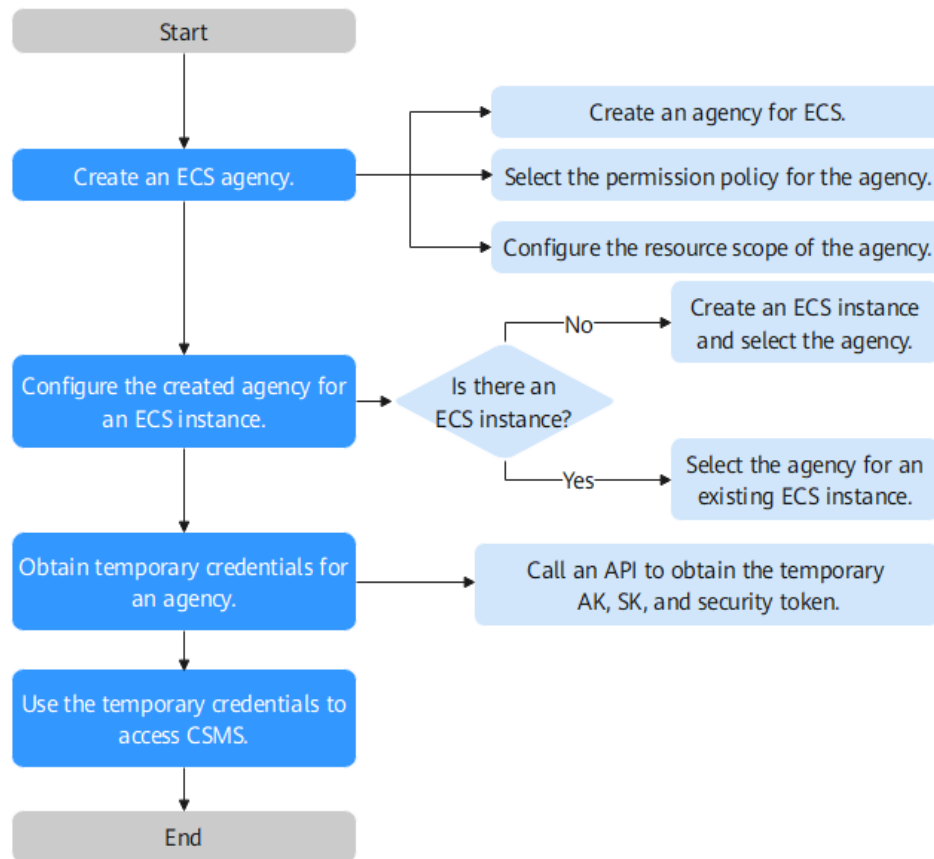 Start
Create an ECS agency.
Create an agency for ECS.
Select the permission policy for the agency.
Configure the resource scope of the agency.
Configure the created agency for
an ECS instance.
Is there an
ECS instance?
No
Create an ECS instance
and select the agency.
Yes
Select the agency for an
existing ECS instance.
Obtain temporary credentials for
an agency.
Call an API to obtain the temporary
AK, SK, and security token.
Use the temporary credentials to
access CSMS.
End